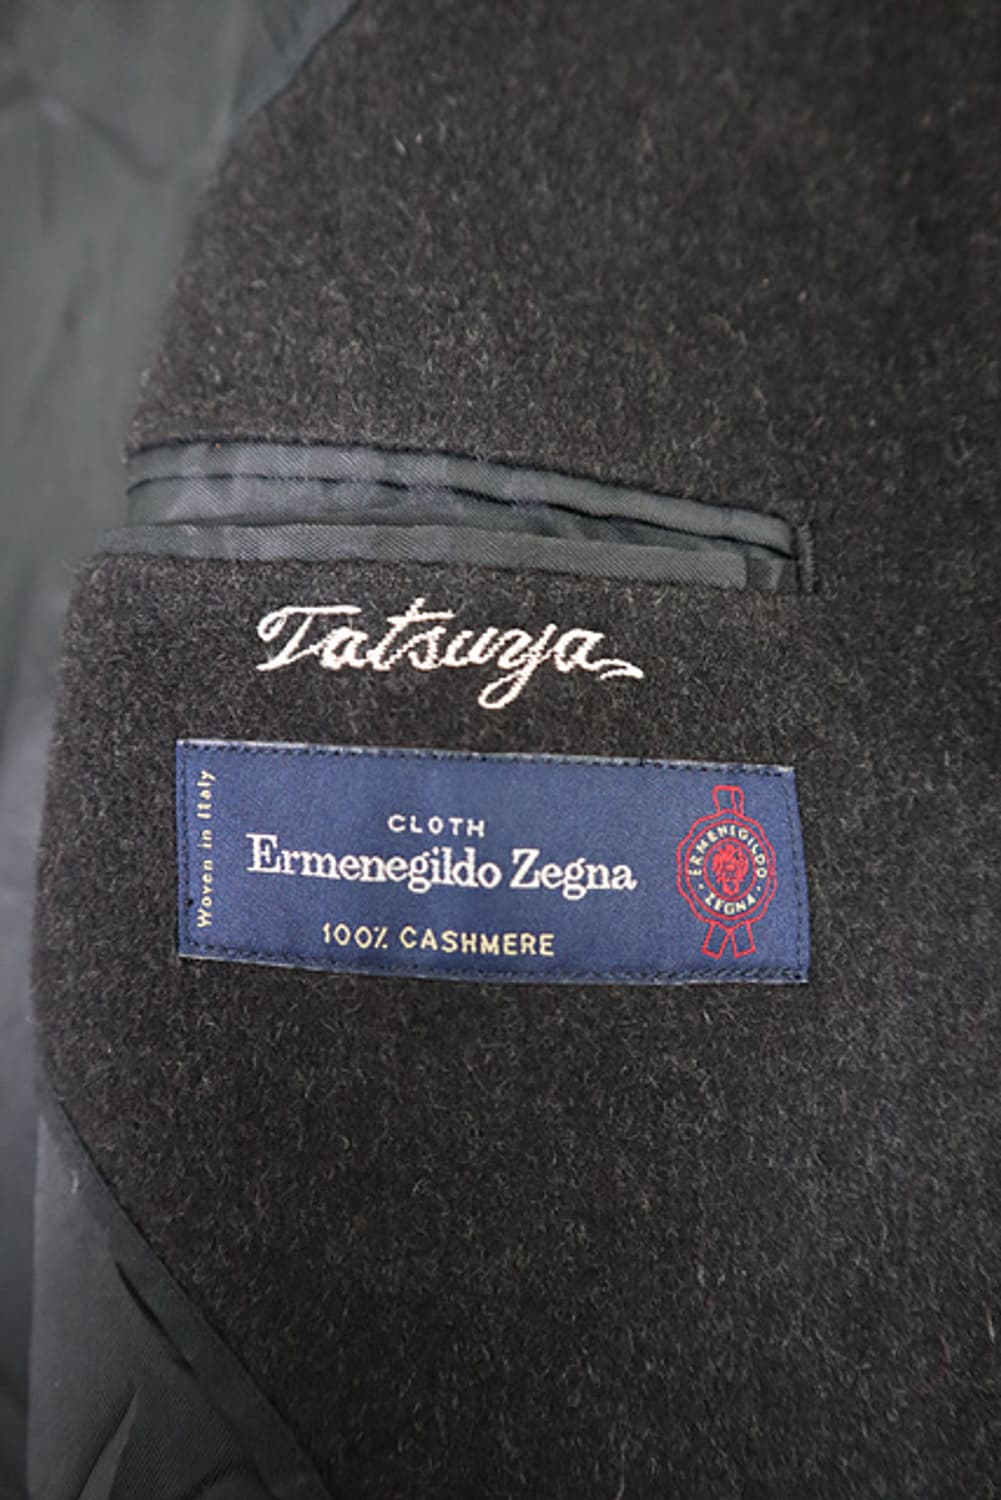 Tatsuya
Woven in Italy
CLOTH
Ermenegildo Zegna
100% CASHMERE
ERMENEGILDO
· ZEGNA ·